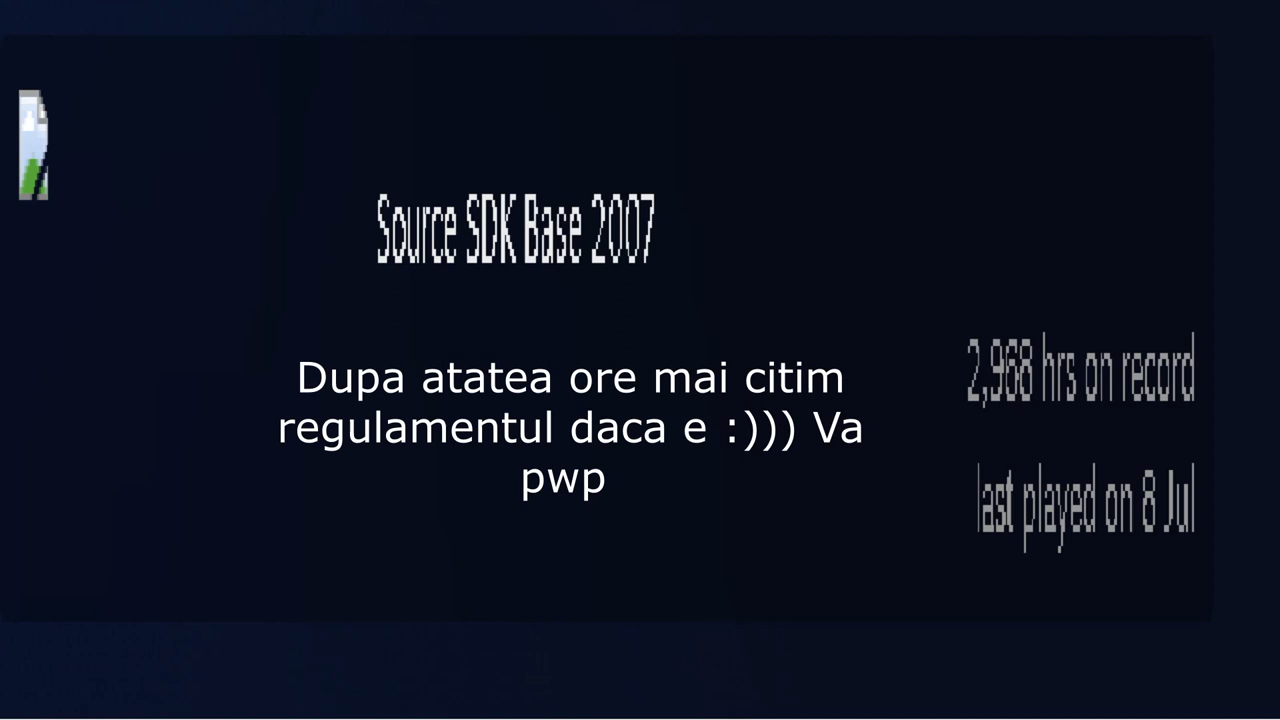 Source SDK Base 2007
2,968 hrs on record
Dupa atatea ore mai citim
regulamentul daca e :))) Va
pwp
last played on 8 Jul